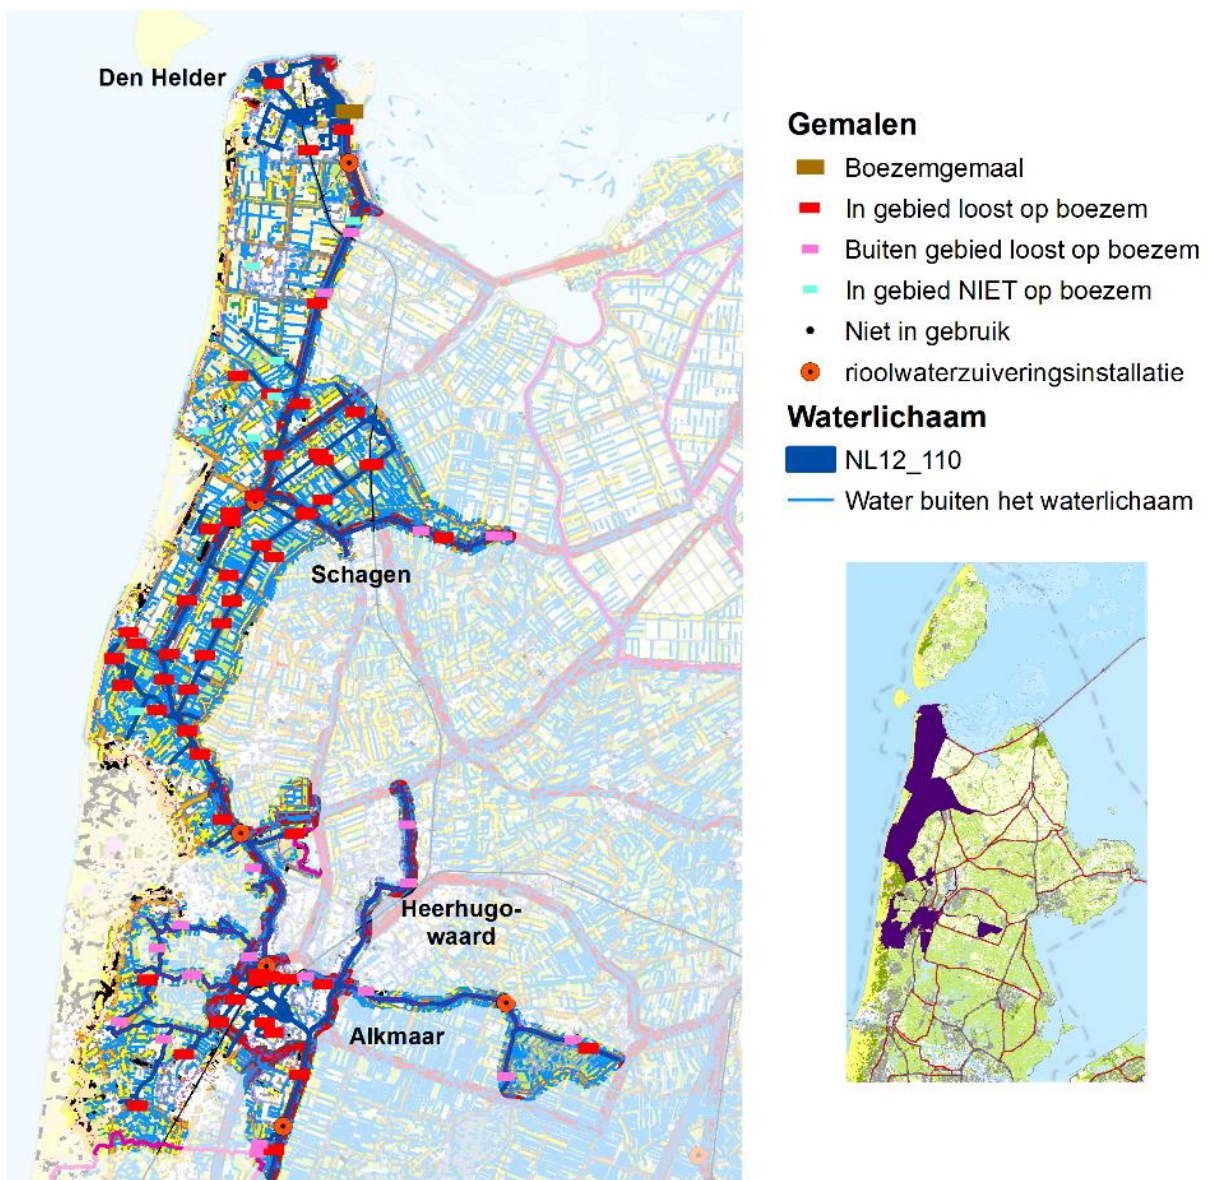 Den Helder
Schagen
Heerhugo-
waard
Alkmaar
Gemalen
Boezemgemaal
In gebied loost op boezem
Buiten gebied loost op boezem
In gebied NIET op boezem
Niet in gebruik
rioolwaterzuiveringsinstallatie
Waterlichaam
NL12_110
Water buiten het waterlichaam